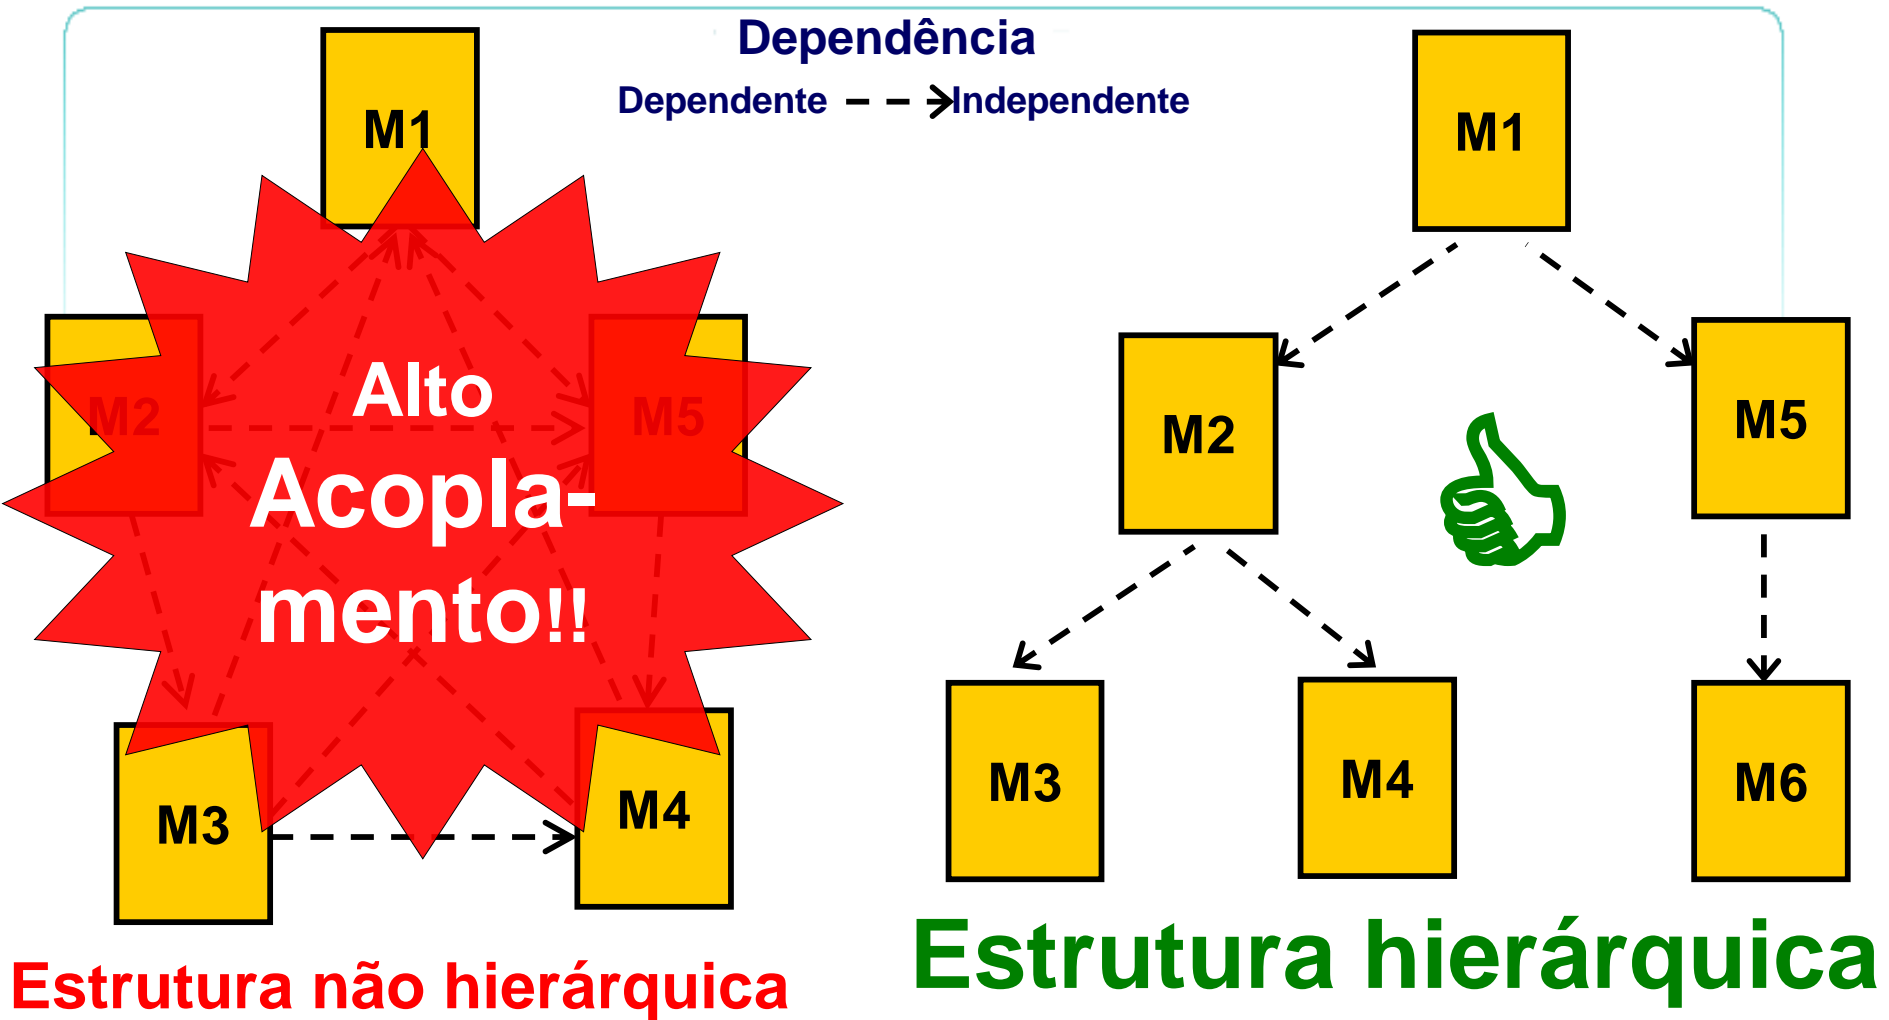 Dependência
Dependente Independente
M1
M2
M5
M3
M4
Alto
Acopla-
mento!!
Estrutura não hierárquica
M1
M2
M5
M3
M4
M6
Estrutura hierárquica